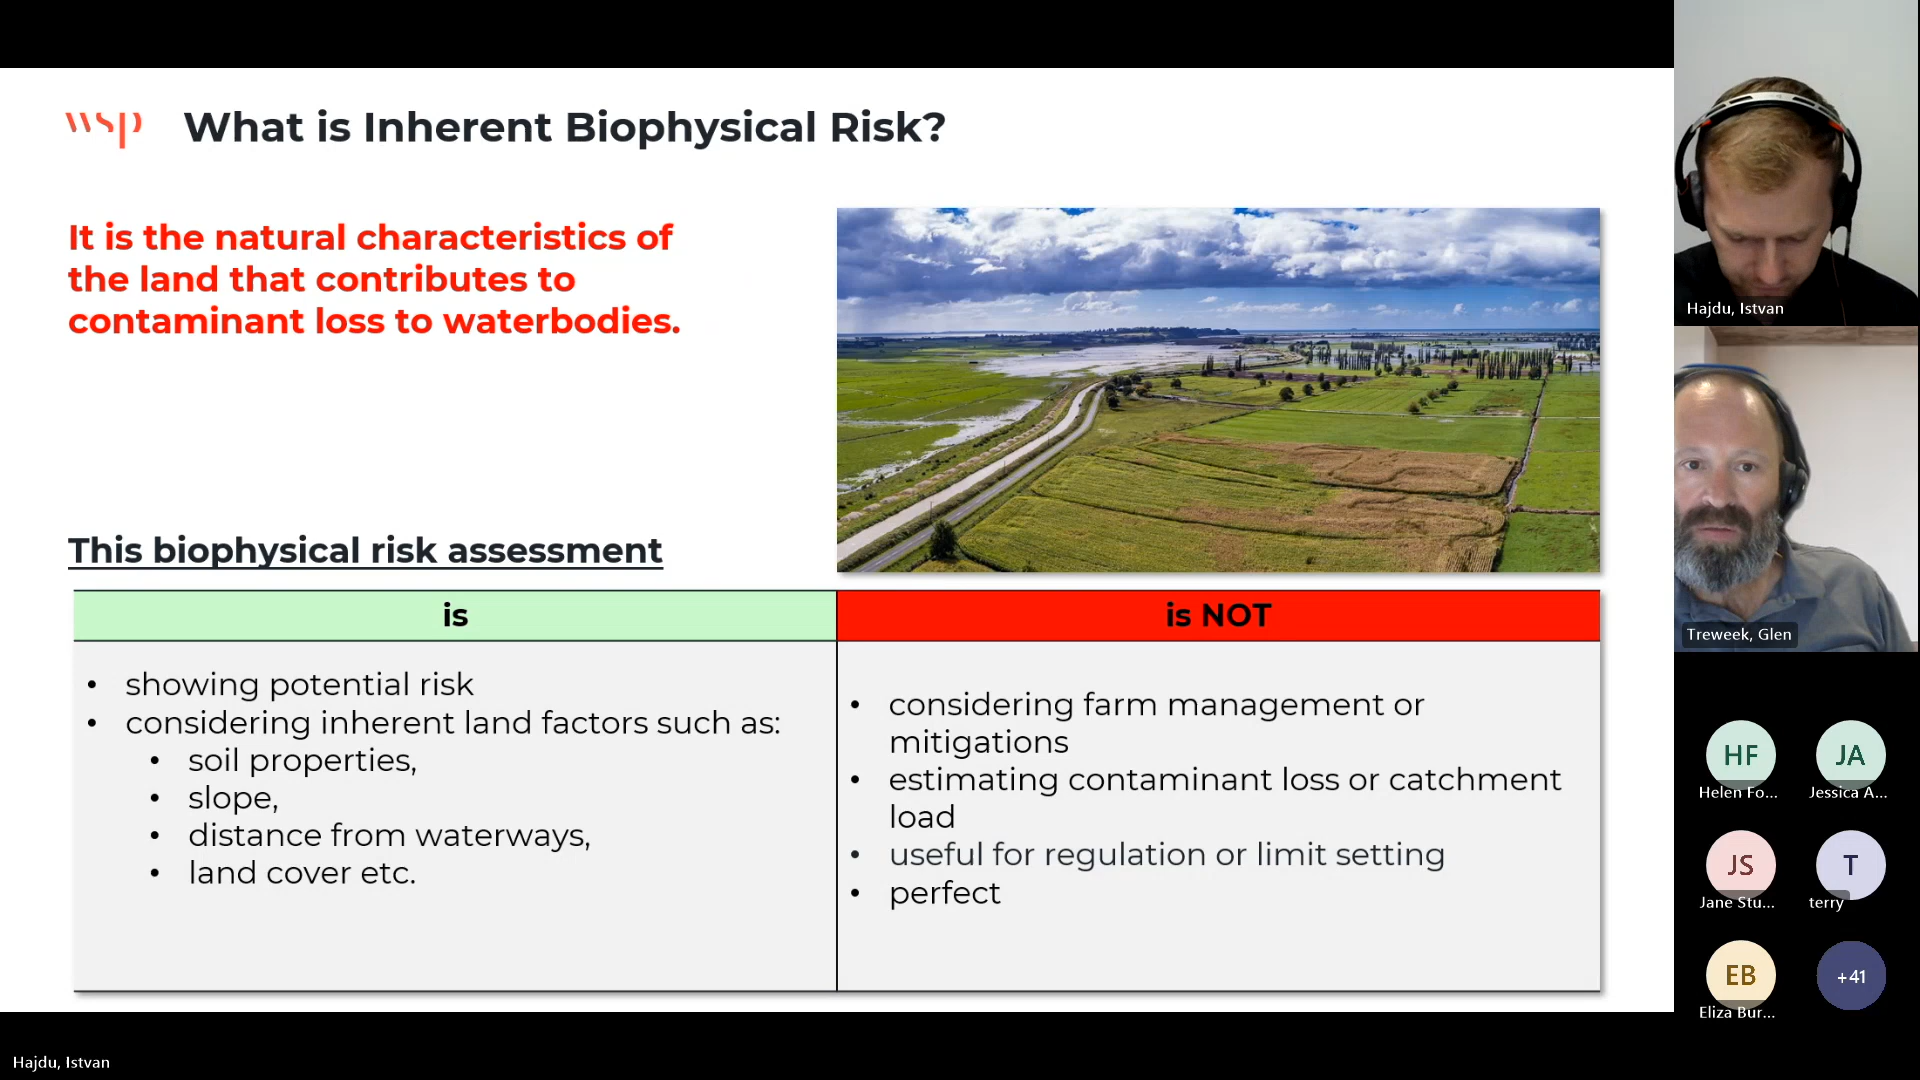 wsp
What is Inherent Biophysical Risk?
It is the natural characteristics of
the land that contributes to
contaminant loss to waterbodies.
This biophysical risk assessment
is
• showing potential risk
• considering inherent land factors such as:
• soil properties,
• slope,
• distance from waterways,
• land cover etc.
is NOT
• considering farm management or
mitigations
• estimating contaminant loss or catchment
load
• useful for regulation or limit setting
• perfect
Hajdu, Istvan
Treweek, Glen
HF
Helen Fo...
JA
Jessica A...
JS
Jane Stu...
T
terry
EB
Eliza Bur...
+41
Hajdu, Istvan